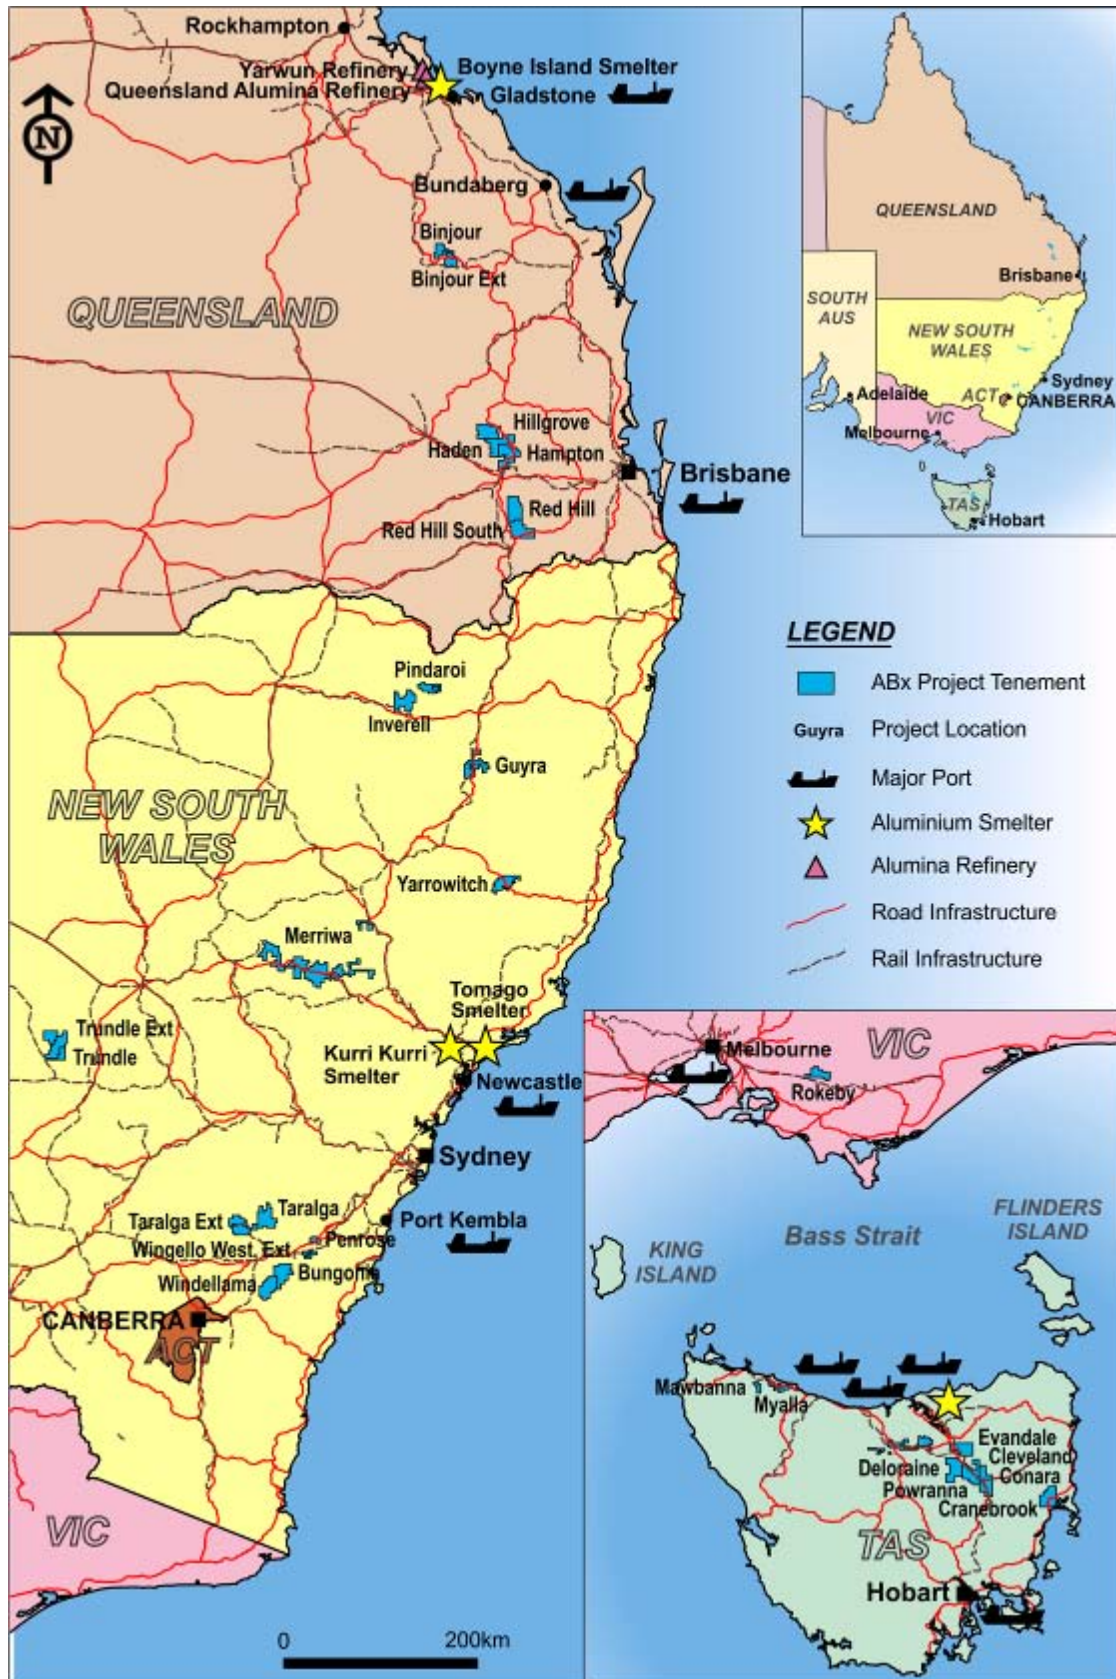 Rockhampton
Yarwun Refinery
Boyne Island Smelter
Queensland Alumina Refinery
Gladstone
N
Bundaberg
Binjour
Binjour Ext
QUEENSLAND
Hillgrove
Haden
Hampton
Brisbane
Red Hill
Red Hill South
Pindaroi
Inverell
Guyra
NEW SOUTH
WALES
Yarrowitch
Merriwa
Tomago
Smelter
Trundle Ext
Trundle
Kurri Kurri
Smelter
Newcastle
Sydney
Taralga
Taralga Ext
Port Kembla
Penrose
Wingello West, Ext
Bungonia
Windellama
CANBERRA
ACT
VIC
0 200km
QUEENSLAND
Brisbane
SOUTH
AUS
NEW SOUTH
WALES
Sydney
Adelaide
ACT
CANBERRA
VIC
Melbourne
0
TAS
Hobart
LEGEND
ABx Project Tenement
Guyra Project Location
Major Port
Aluminium Smelter
Alumina Refinery
Road Infrastructure
Rail Infrastructure
Melbourne
VIC
Rokeby
FLINDERS
ISLAND
Bass Strait
KING
ISLAND
Mawbanna
Myalla
Evandale
Cleveland
Deloraine
Conara
Powranna
Cranebrook
TAS
Hobart